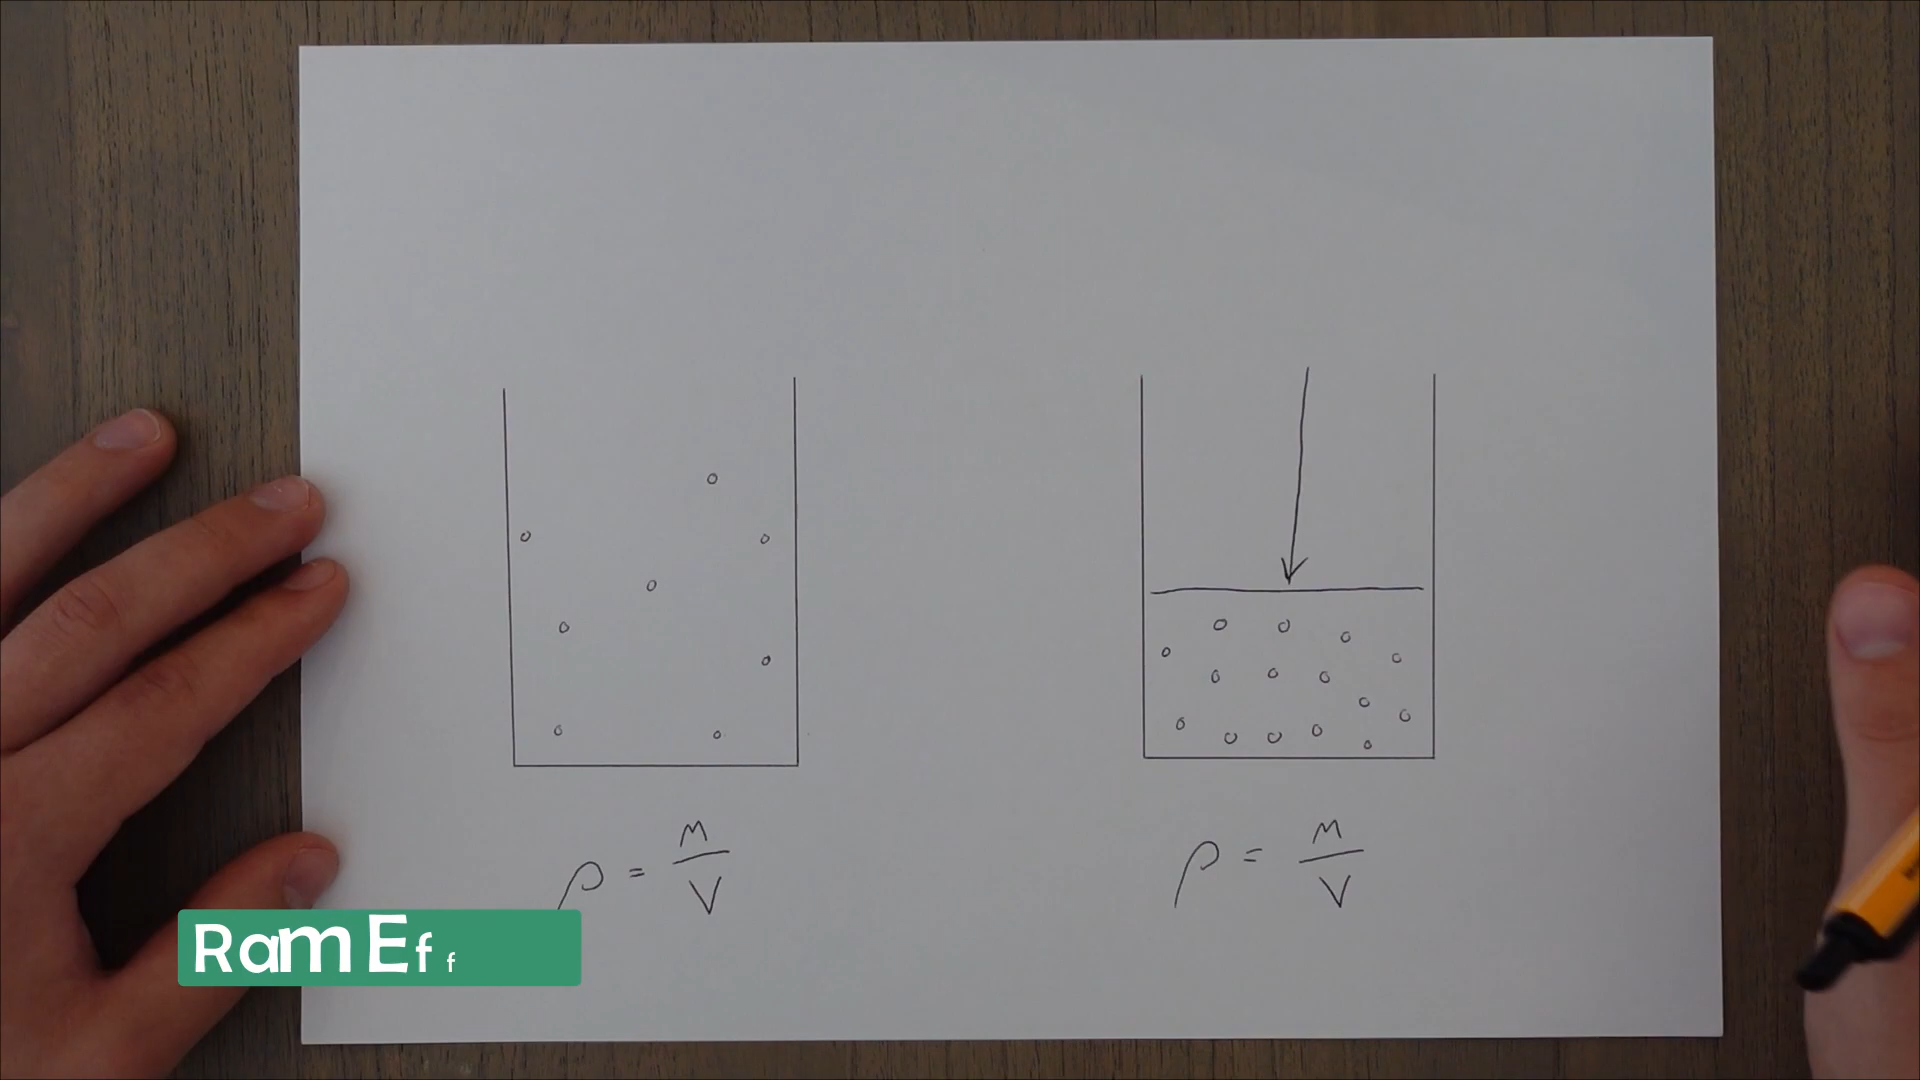 ρ = M/V
ρ = M/V
Ram Eff